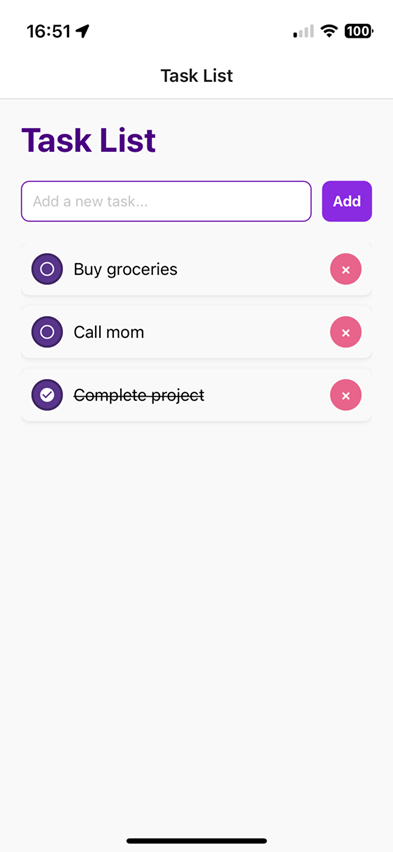 16:51
100
Task List
Task List
Add a new task...
Add
Buy groceries
×
Call mom
×
Complete project
×